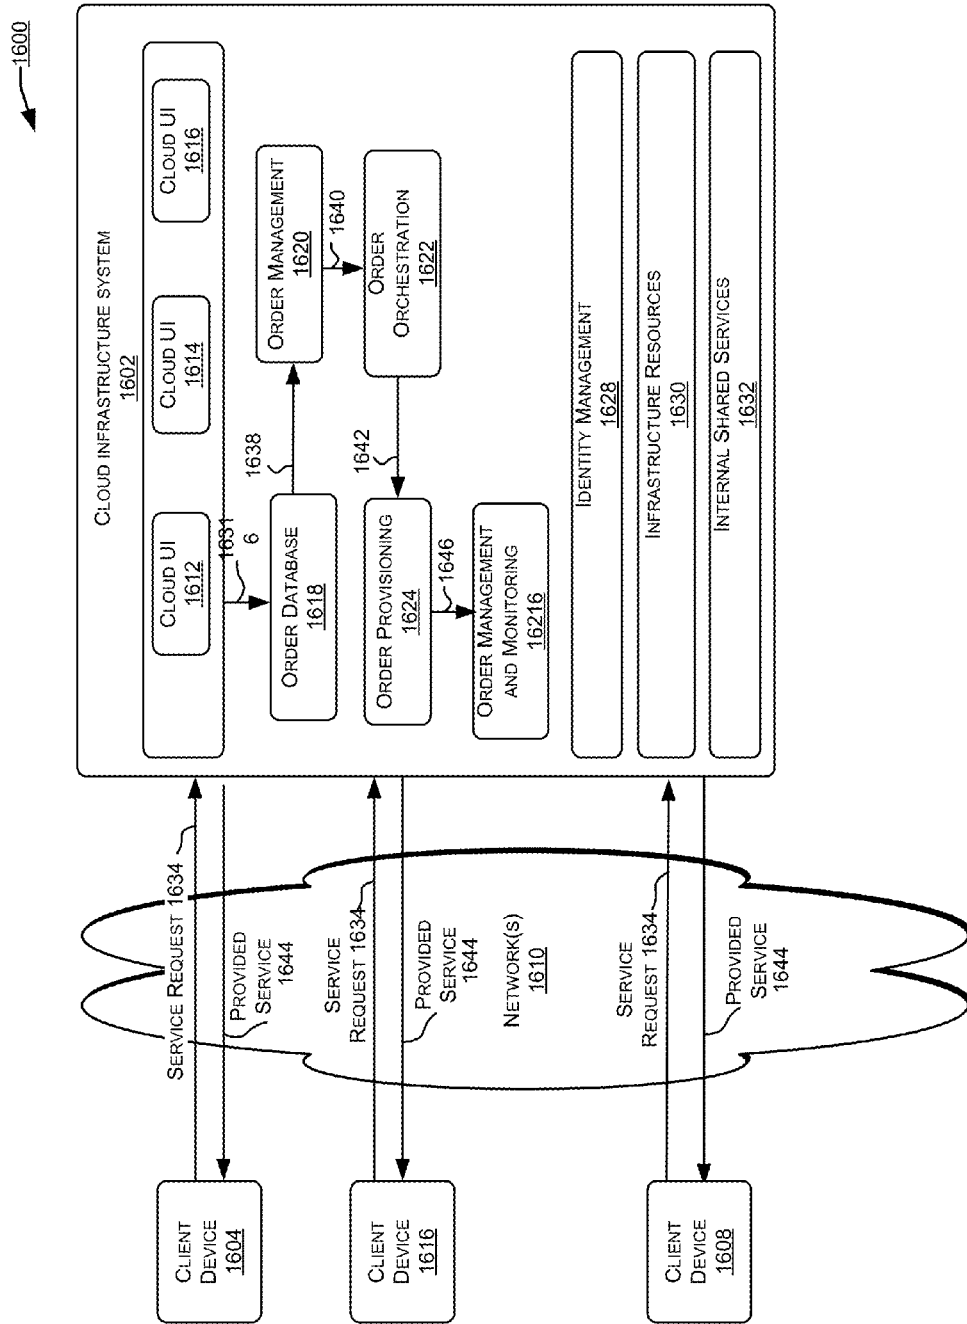 1600
CLOUD INFRASTRUCTURE SYSTEM
1602
CLOUD UI
1612
CLOUD UI
1614
CLOUD UI
1616
1631
6
ORDER DATABASE
1618
1638
ORDER MANAGEMENT
1620
1640
ORDER
ORCHESTRATION
1622
1642
ORDER PROVISIONING
1624
1646
ORDER MANAGEMENT
AND MONITORING
16216
IDENTITY MANAGEMENT
1628
INFRASTRUCTURE RESOURCES
1630
INTERNAL SHARED SERVICES
1632
SERVICE REQUEST 1634
PROVIDED
SERVICE
1644
SERVICE
REQUEST 1634
PROVIDED
SERVICE
1644
NETWORK(S)
1610
SERVICE
REQUEST 1634
PROVIDED
SERVICE
1644
CLIENT
DEVICE
1604
CLIENT
DEVICE
1616
CLIENT
DEVICE
1608